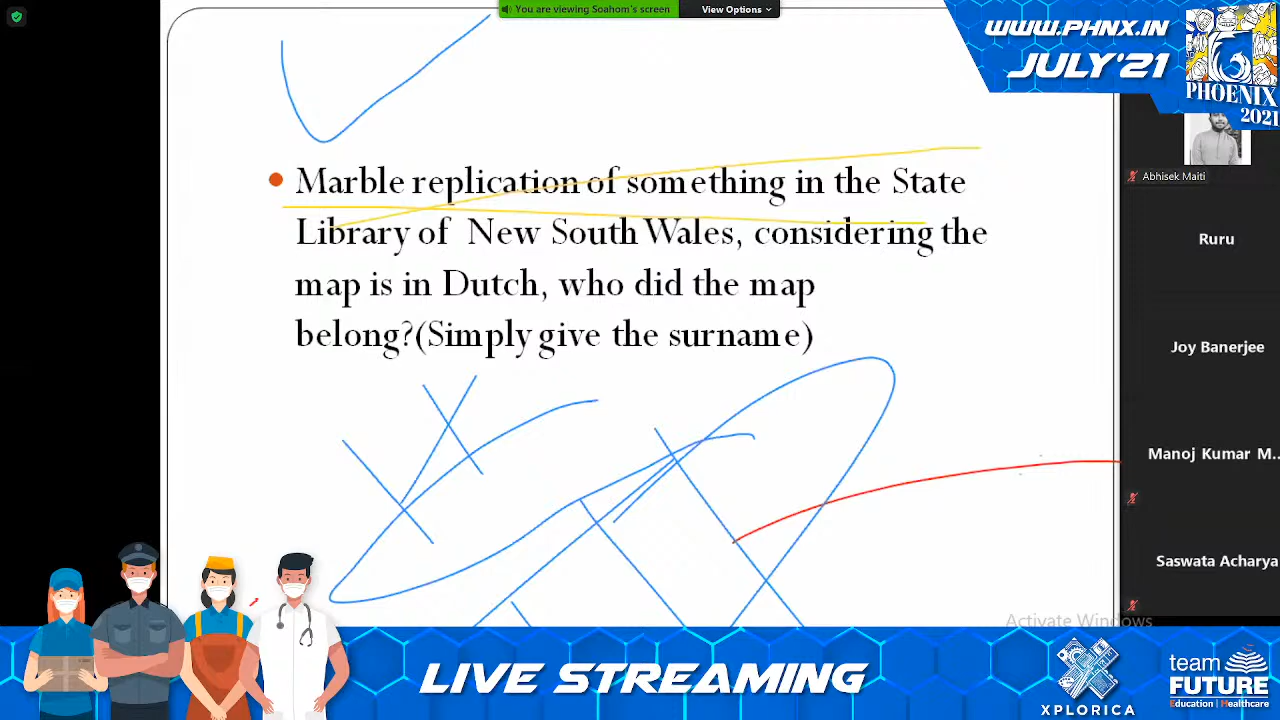 You are viewing Soahom's screen
View Options
WWW.PHNX.IN
JULY'21
PHOENIX
2021
Marble replication of something in the State
Library of New South Wales, considering the
map is in Dutch, who did the map
belong?(Simply give the surname)
Abhisek Maiti
Ruru
Joy Banerjee
Manoj Kumar M...
Saswata Acharya
Activate Windows
LIVE STREAMING
XPLORICA
team
FUTURE
Education | Healthcare